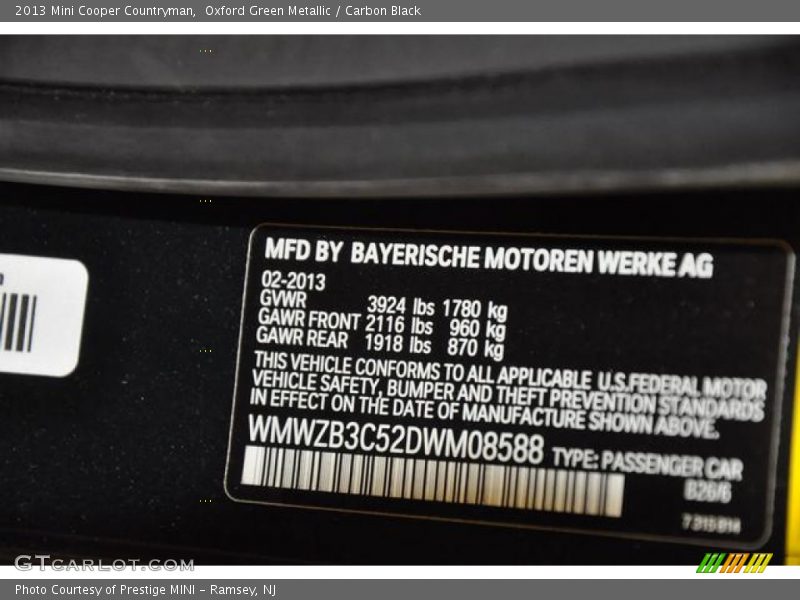 2013 Mini Cooper Countryman,  Oxford Green Metallic / Carbon Black
MFD BY BAYERISCHE MOTOREN WERKE AG
02-2013
GVWR 3924 lbs 1780 kg
GAWR FRONT 2116 lbs 960 kg
GAWR REAR 1918 lbs 870 kg
THIS VEHICLE CONFORMS TO ALL APPLICABLE U.S.FEDERAL MOTOR
VEHICLE SAFETY, BUMPER AND THEFT PREVENTION STANDARDS
IN EFFECT ON THE DATE OF MANUFACTURE SHOWN ABOVE.
WMWZB3C52DWM08588 TYPE: PASSENGER CAR
GTCARLOT.COM
Photo Courtesy of Prestige MINI - Ramsey, NJ